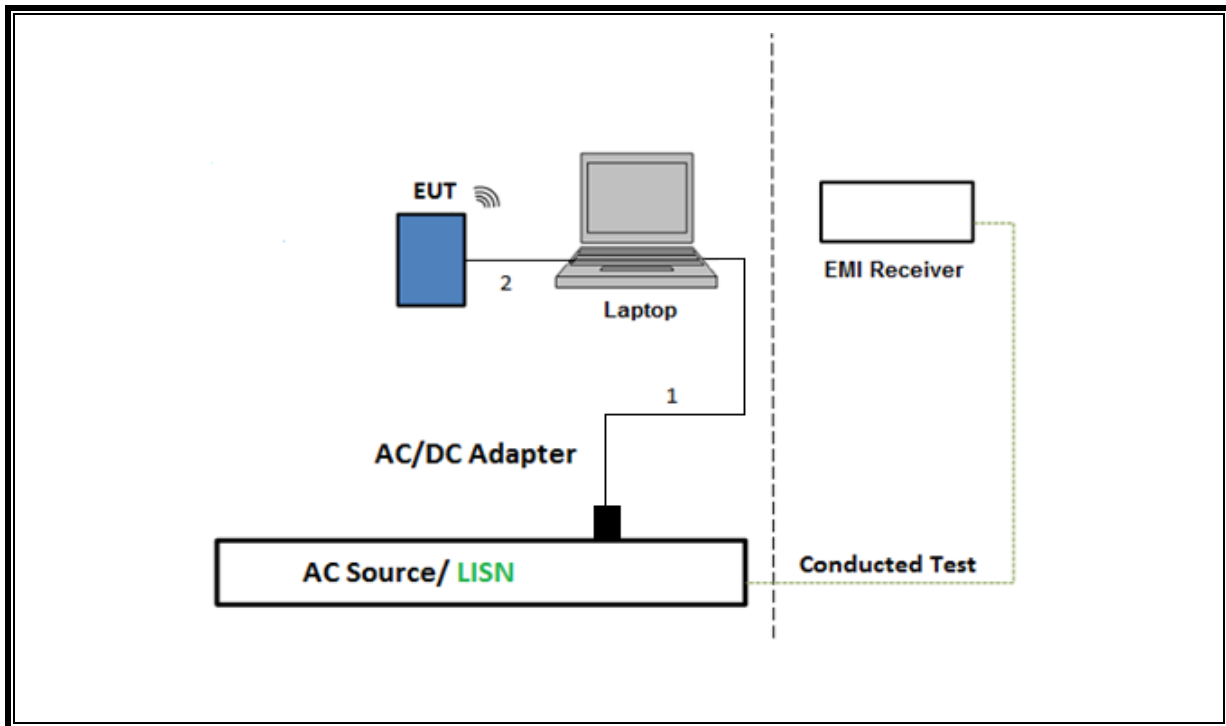 EUT
2
Laptop
EMI Receiver
1
AC/DC Adapter
AC Source/ LISN
Conducted Test